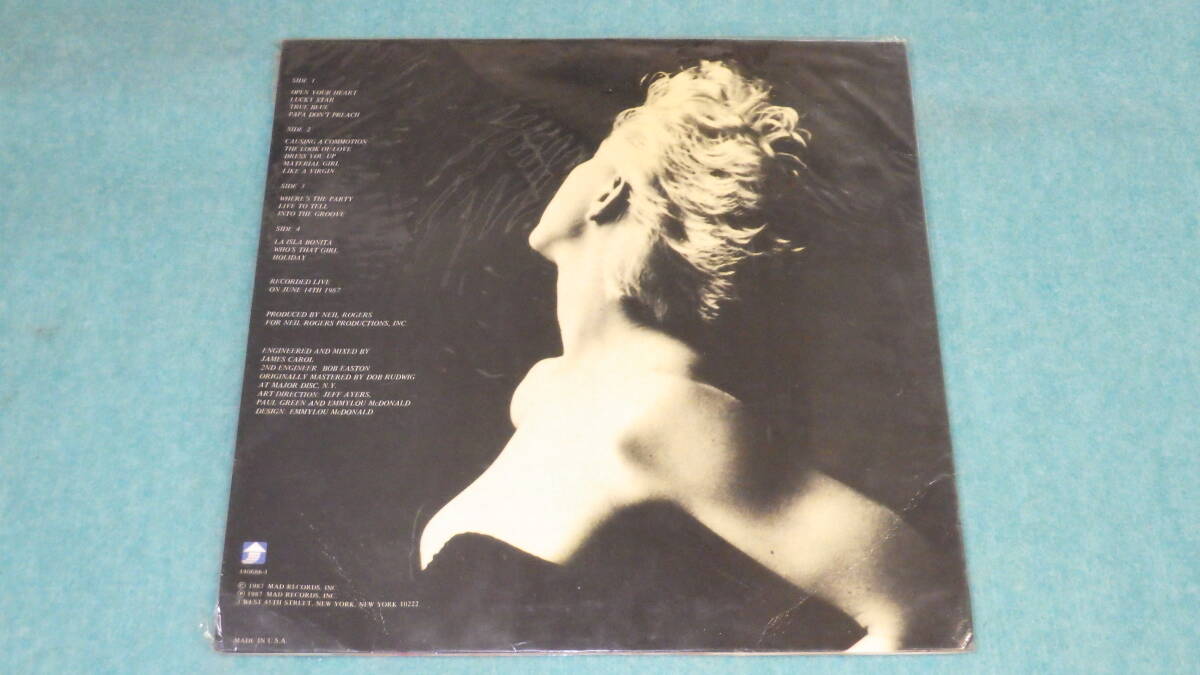 SIDE 1
OPEN YOUR HEART
LUCKY STAR
TRUE BLUE
PAPA DON'T PREACH
SIDE 2
CAUSING A COMMOTION
THE LOOK OF LOVE
DRESS YOU UP
MATERIAL GIRL
LIKE A VIRGIN
SIDE 3
WHERE'S THE PARTY
LIVE TO TELL
INTO THE GROOVE
SIDE 4
LA ISLA BONITA
WHO'S THAT GIRL
HOLIDAY
RECORDED LIVE
ON JUNE 14TH 1987
PRODUCED BY NEIL ROGERS
FOR NEIL ROGERS PRODUCTIONS, INC
ENGINEERED AND MIXED BY
JAMES CAROL
2ND ENGINEER BOB EASTON
ORIGINALLY MASTERED BY DOB RUDWIG
AT MAJOR DISC, N.Y.
ART DIRECTION: JEFF AYERS,
PAUL GREEN AND EMMYLOU McDONALD
DESIGN: EMMYLOU McDONALD
© 1987 MAD RECORDS, INC
℗ 1987 MAD RECORDS, INC
WEST 45TH STREET, NEW YORK, NEW YORK 10222
MADE IN U.S.A.